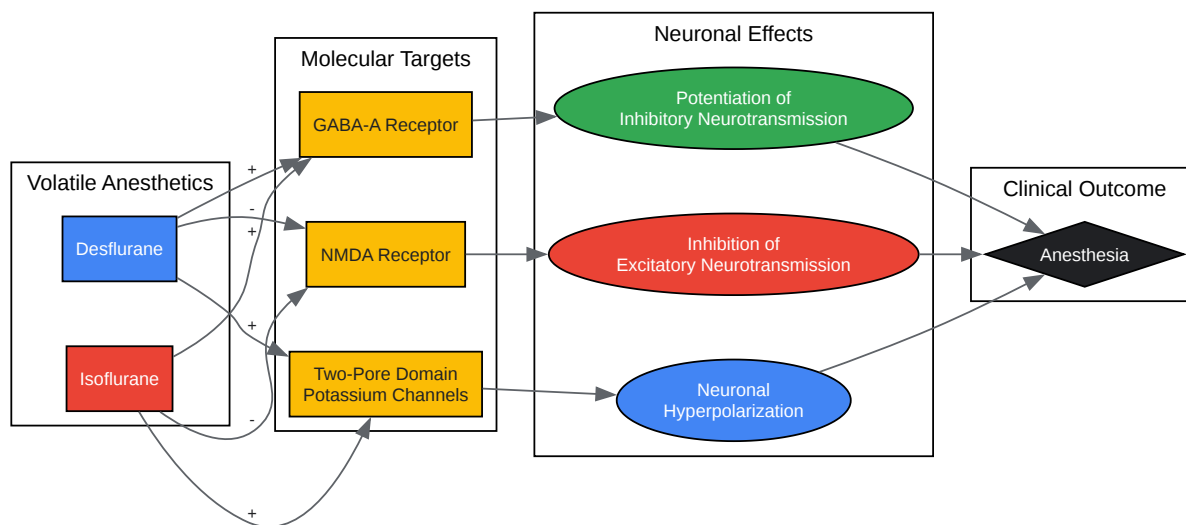 Volatile Anesthetics
Desflurane
Isoflurane
+
-
+
+
-
+
Molecular Targets
GABA-A Receptor
NMDA Receptor
Two-Pore Domain
Potassium Channels
Neuronal Effects
Potentiation of
Inhibitory Neurotransmission
Inhibition of
Excitatory Neurotransmission
Neuronal
Hyperpolarization
Clinical Outcome
Anesthesia